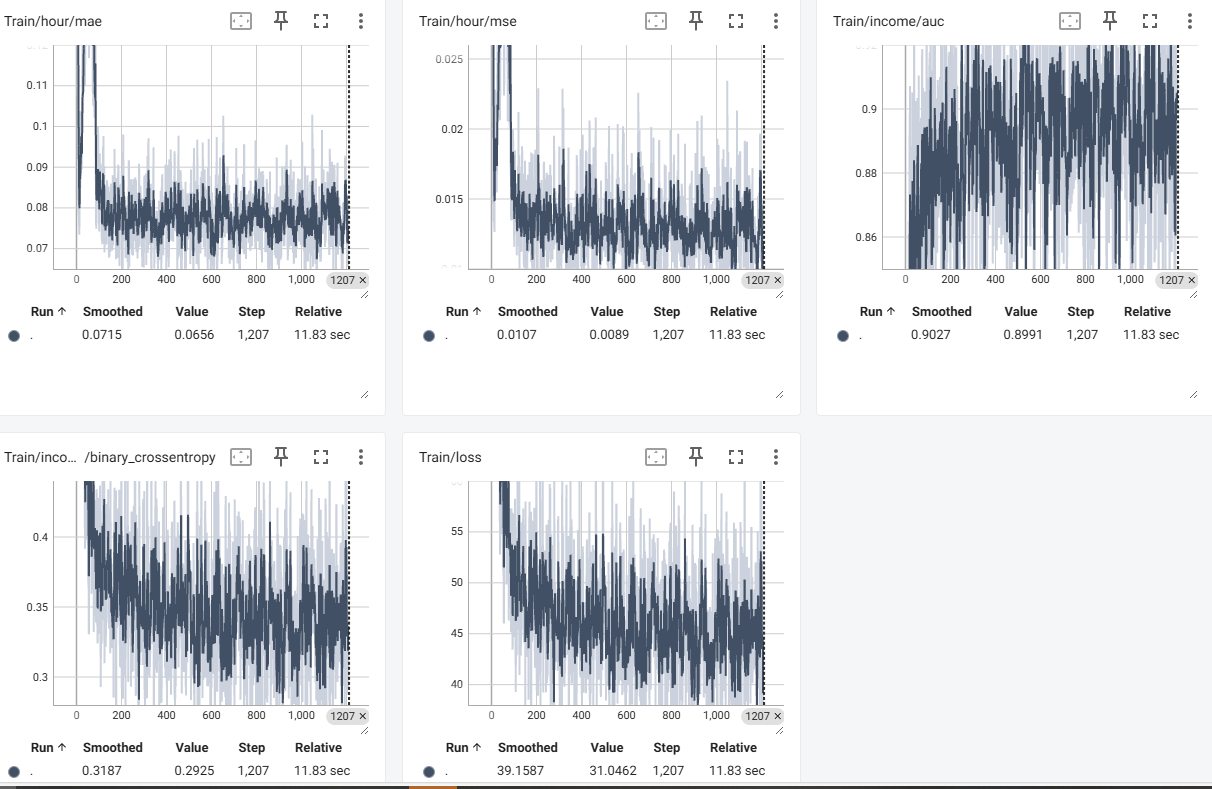 Train/hour/mae
0.12
0.11
0.1
0.09
0.08
0.07
0 200 400 600 800 1,000 1207 ×
Run ↑ Smoothed Value Step Relative
. 0.0715 0.0656 1,207 11.83 sec
Train/hour/mse
0.025
0.02
0.015
0.01
0 200 400 600 800 1,000 1207 ×
Run ↑ Smoothed Value Step Relative
. 0.0107 0.0089 1,207 11.83 sec
Train/income/auc
0.92
0.9
0.88
0.86
0 200 400 600 800 1,000 1207 ×
Run ↑ Smoothed Value Step Relative
. 0.9027 0.8991 1,207 11.83 sec
Train/inco... /binary_crossentropy
0.4
0.35
0.3
0 200 400 600 800 1,000 1207 ×
Run ↑ Smoothed Value Step Relative
. 0.3187 0.2925 1,207 11.83 sec
Train/loss
55
50
45
40
0 200 400 600 800 1,000 1207 ×
Run ↑ Smoothed Value Step Relative
. 39.1587 31.0462 1,207 11.83 sec